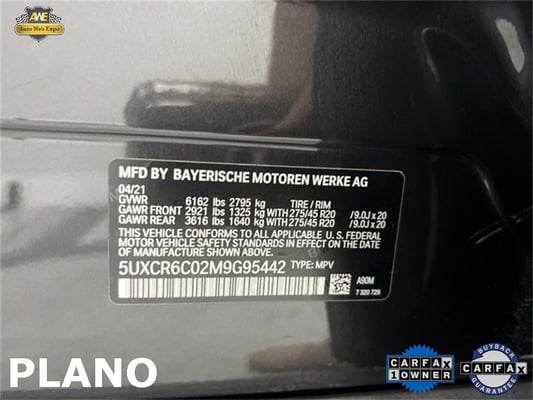 AWE
Auto Web Expo
MFD BY BAYERISCHE MOTOREN WERKE AG
04/21
GVWR 6162 lbs 2795 kg TIRE / RIM
GAWR FRONT 2921 lbs 1325 kg WITH 275/45 R20 /9.0J x 20
GAWR REAR 3616 lbs 1640 kg WITH 275/45 R20 /9.0J x 20
THIS VEHICLE CONFORMS TO ALL APPLICABLE U. S. FEDERAL
MOTOR VEHICLE SAFETY STANDARDS IN EFFECT
ON THE DATE OF MANUFACTURE SHOWN ABOVE.
5UXCR6C02M9G95442 TYPE: MPV
A90M
7 320 729
PLANO
CARFAX
1 OWNER
BUYBACK
CARFAX
GUARANTEE